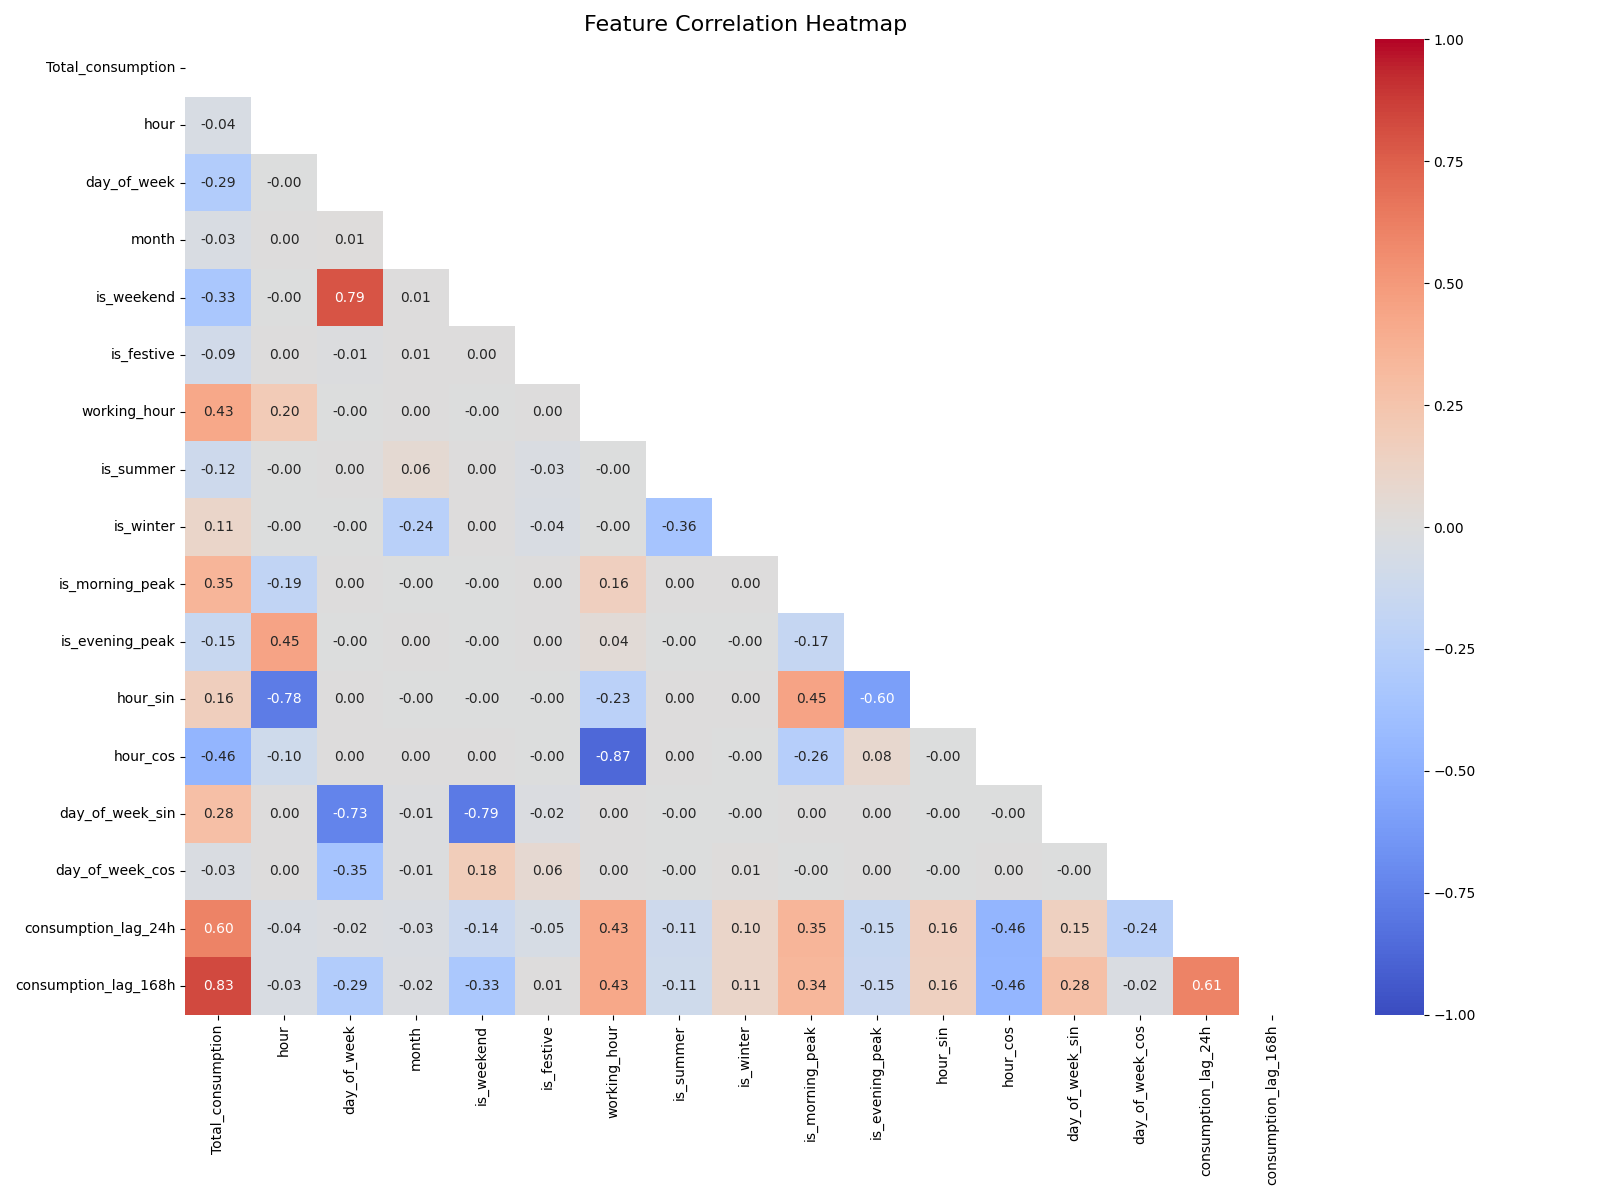 Feature Correlation Heatmap
1.00
Total_consumption
hour -0.04
0.75
day_of_week -0.29 -0.00
month -0.03 0.00 0.01
0.50
is_weekend -0.33 -0.00 0.79 0.01
is_festive -0.09 0.00 -0.01 0.01 0.00
working_hour 0.43 0.20 -0.00 0.00 -0.00 0.00
0.25
is_summer -0.12 -0.00 0.00 0.06 0.00 -0.03 -0.00
is_winter 0.11 -0.00 -0.00 -0.24 0.00 -0.04 -0.00 -0.36
0.00
is_morning_peak 0.35 -0.19 0.00 -0.00 -0.00 0.00 0.16 0.00 0.00
is_evening_peak -0.15 0.45 -0.00 0.00 -0.00 0.00 0.04 -0.00 -0.00 -0.17
−0.25
hour_sin 0.16 -0.78 0.00 -0.00 -0.00 -0.00 -0.23 0.00 0.00 0.45 -0.60
hour_cos -0.46 -0.10 0.00 0.00 0.00 -0.00 -0.87 0.00 -0.00 -0.26 0.08 -0.00
−0.50
day_of_week_sin 0.28 0.00 -0.73 -0.01 -0.79 -0.02 0.00 -0.00 -0.00 0.00 0.00 -0.00 -0.00
day_of_week_cos -0.03 0.00 -0.35 -0.01 0.18 0.06 0.00 -0.00 0.01 -0.00 0.00 -0.00 0.00 -0.00
−0.75
consumption_lag_24h 0.60 -0.04 -0.02 -0.03 -0.14 -0.05 0.43 -0.11 0.10 0.35 -0.15 0.16 -0.46 0.15 -0.24
consumption_lag_168h 0.83 -0.03 -0.29 -0.02 -0.33 0.01 0.43 -0.11 0.11 0.34 -0.15 0.16 -0.46 0.28 -0.02 0.61
−1.00
Total_consumption
hour
day_of_week
month
is_weekend
is_festive
working_hour
is_summer
is_winter
is_morning_peak
is_evening_peak
hour_sin
hour_cos
day_of_week_sin
day_of_week_cos
consumption_lag_24h
consumption_lag_168h